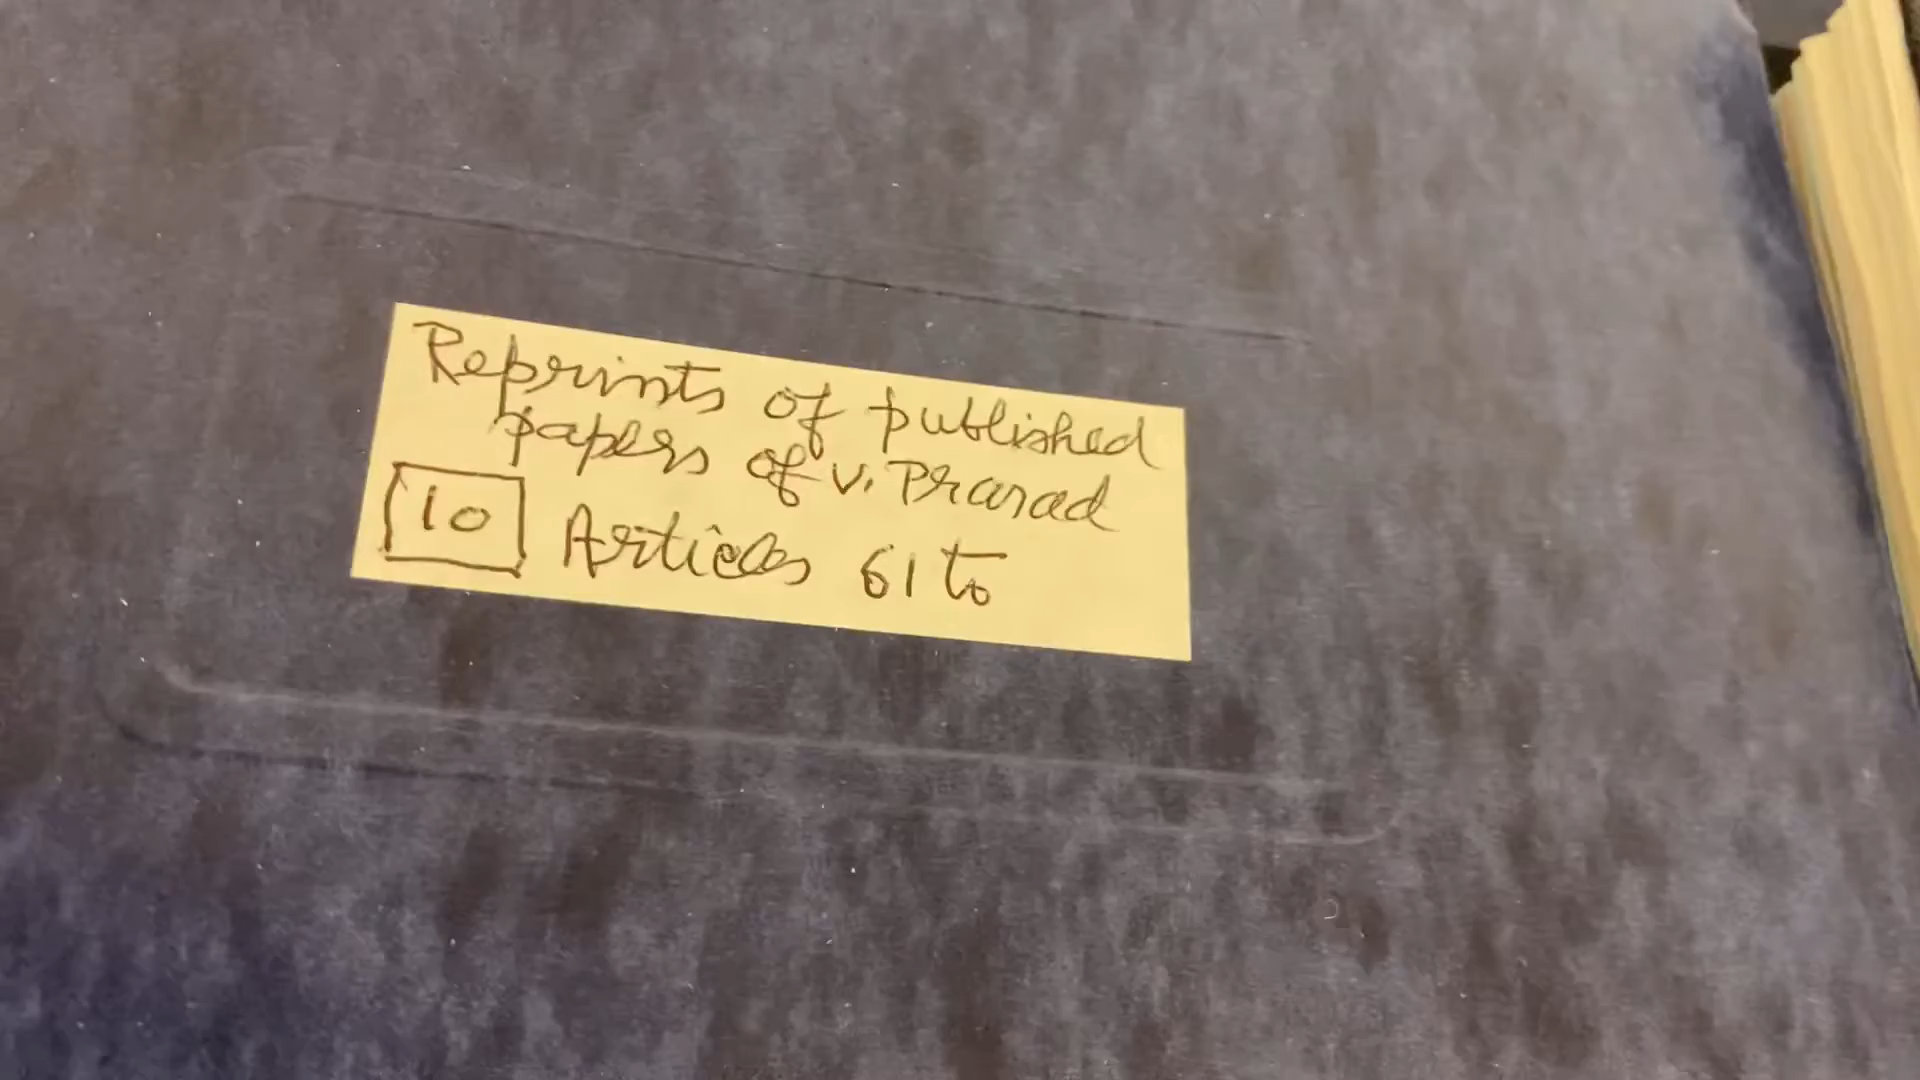 Reprints of published
papers of V. Prasad
10 Articles 61 to